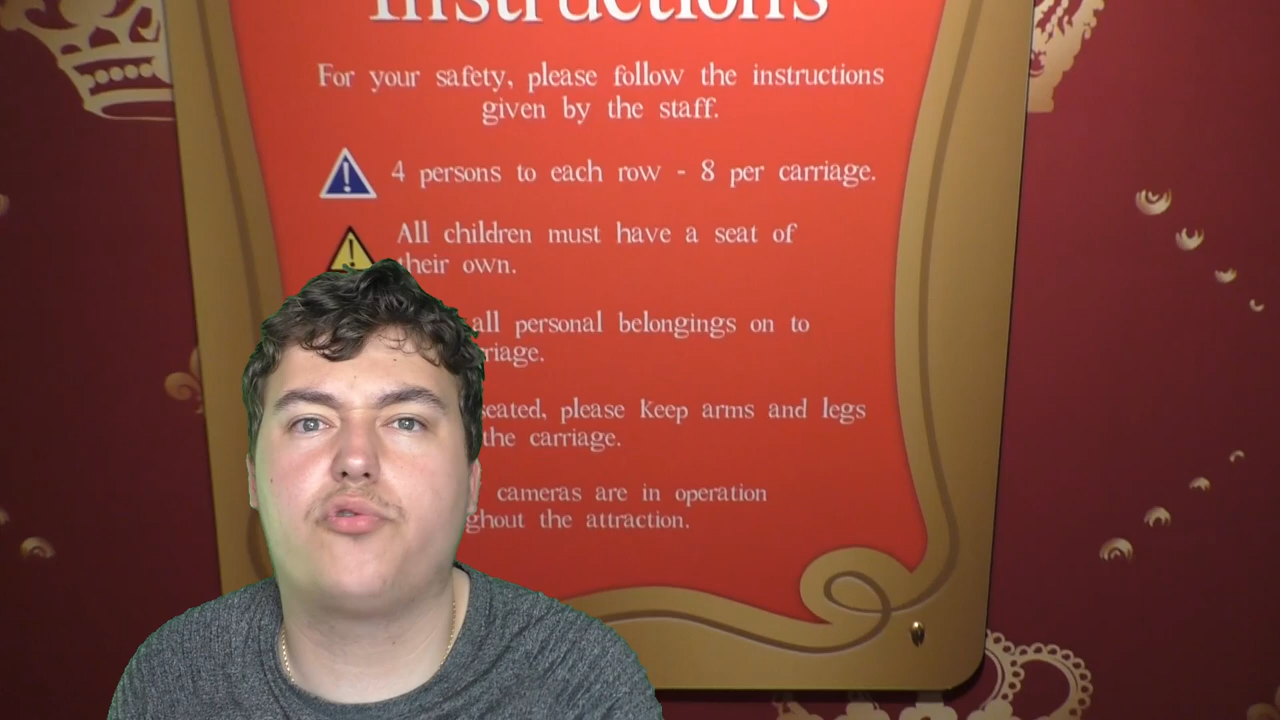 Instructions
For your safety, please follow the instructions
given by the staff.
4 persons to each row - 8 per carriage.
All children must have a seat of
their own.
all personal belongings on to
riage.
seated, please keep arms and legs
the carriage.
cameras are in operation
ghout the attraction.